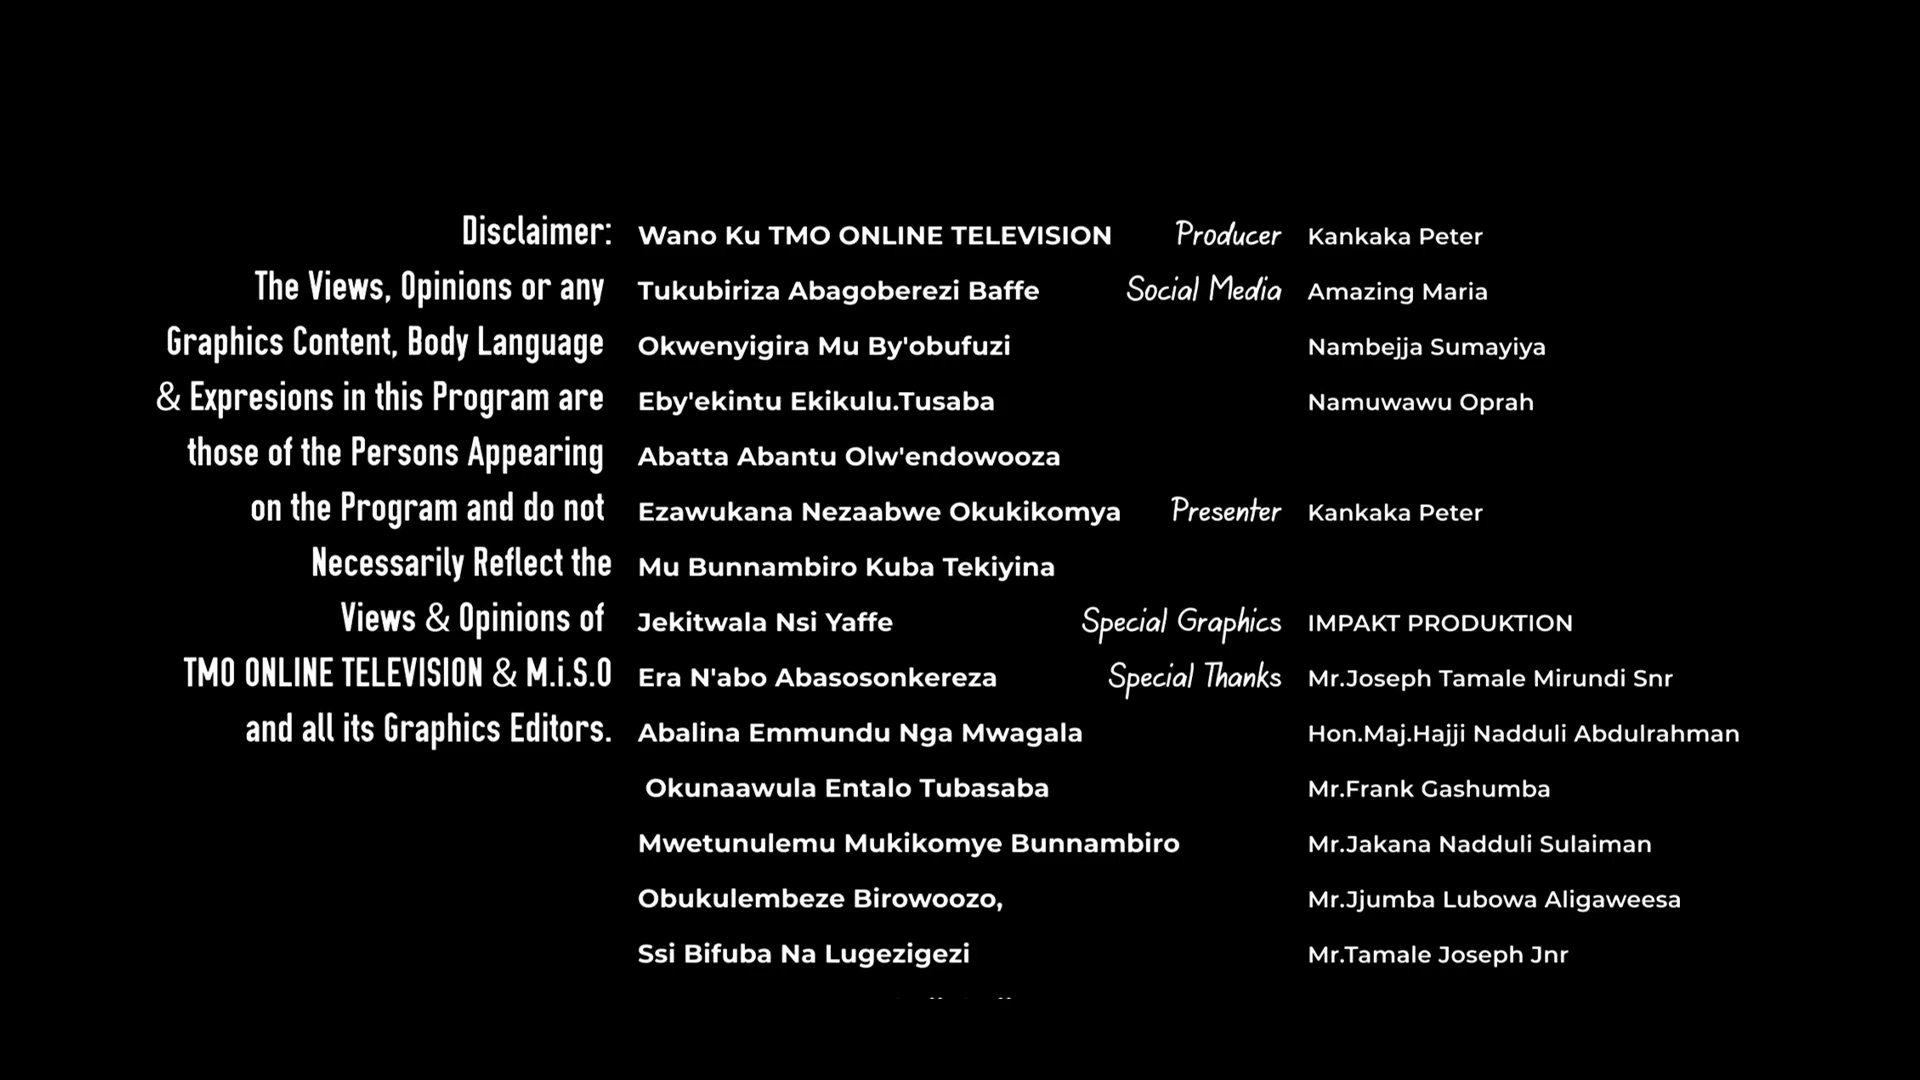 Disclaimer:
The Views, Opinions or any
Graphics Content, Body Language
& Expresions in this Program are
those of the Persons Appearing
on the Program and do not
Necessarily Reflect the
Views & Opinions of
TMO ONLINE TELEVISION & M.i.S.O
and all its Graphics Editors.
Wano Ku TMO ONLINE TELEVISION
Tukubiriza Abagoberezi Baffe
Okwenyigira Mu By'obufuzi
Eby'ekintu Ekikulu.Tusaba
Abatta Abantu Olw'endowooza
Ezawukana Nezaabwe Okukikomya
Mu Bunnambiro Kuba Tekiyina
Jekitwala Nsi Yaffe
Era N'abo Abasosonkereza
Abalina Emmundu Nga Mwagala
Okunaawula Entalo Tubasaba
Mwetunulemu Mukikomye Bunnambiro
Obukulembeze Birowoozo,
Ssi Bifuba Na Lugezigezi
Producer Kankaka Peter
Social Media Amazing Maria
Nambejja Sumayiya
Namuwawu Oprah
Presenter Kankaka Peter
Special Graphics IMPAKT PRODUKTION
Special Thanks Mr.Joseph Tamale Mirundi Snr
Hon.Maj.Hajji Nadduli Abdulrahman
Mr.Frank Gashumba
Mr.Jakana Nadduli Sulaiman
Mr.Jjumba Lubowa Aligaweesa
Mr.Tamale Joseph Jnr